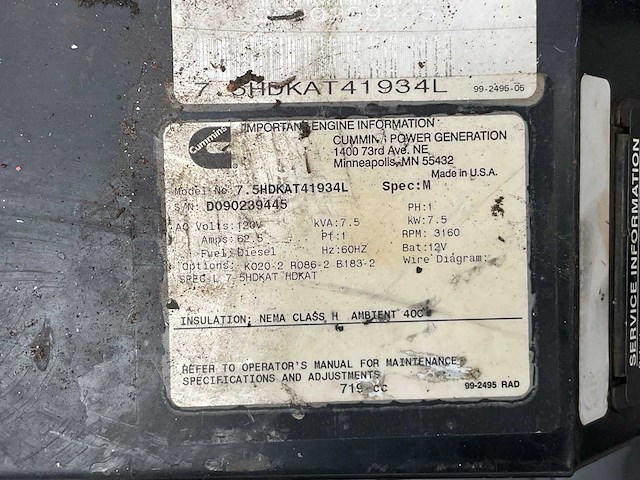 7.5HDKAT41934L
99-2495-05
Cummins
IMPORTANT ENGINE INFORMATION
CUMMINS POWER GENERATION
1400 73rd Ave. NE
Minneapolis, MN 55432
Made in U.S.A.
Model No: 7.5HDKAT41934L Spec: M
S/N: D090239445 PH: 1
AC Volts: 120V kVA: 7.5 kW: 7.5
Amps: 62.5 Pf: 1 RPM: 3160
Fuel: Diesel Hz: 60HZ Bat: 12V
Options: K020-2 R086-2 B183-2 Wire Diagram:
SPEC-L 7.5HDKAT HDKAT
INSULATION; NEMA CLASS H AMBIENT 40C
REFER TO OPERATOR'S MANUAL FOR MAINTENANCE
SPECIFICATIONS AND ADJUSTMENTS
719 cc
99-2495 RAD
SERVICE INFORMATION